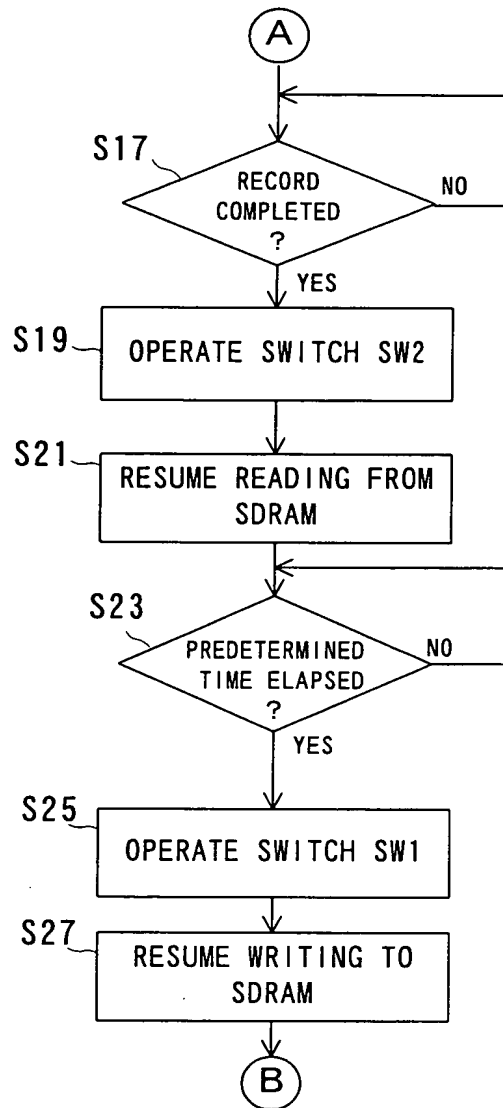 A
S17
RECORD
COMPLETED
?
NO
YES
S19
OPERATE SWITCH SW2
S21
RESUME READING FROM
SDRAM
S23
PREDETERMINED
TIME ELAPSED
?
NO
YES
S25
OPERATE SWITCH SW1
S27
RESUME WRITING TO
SDRAM
B